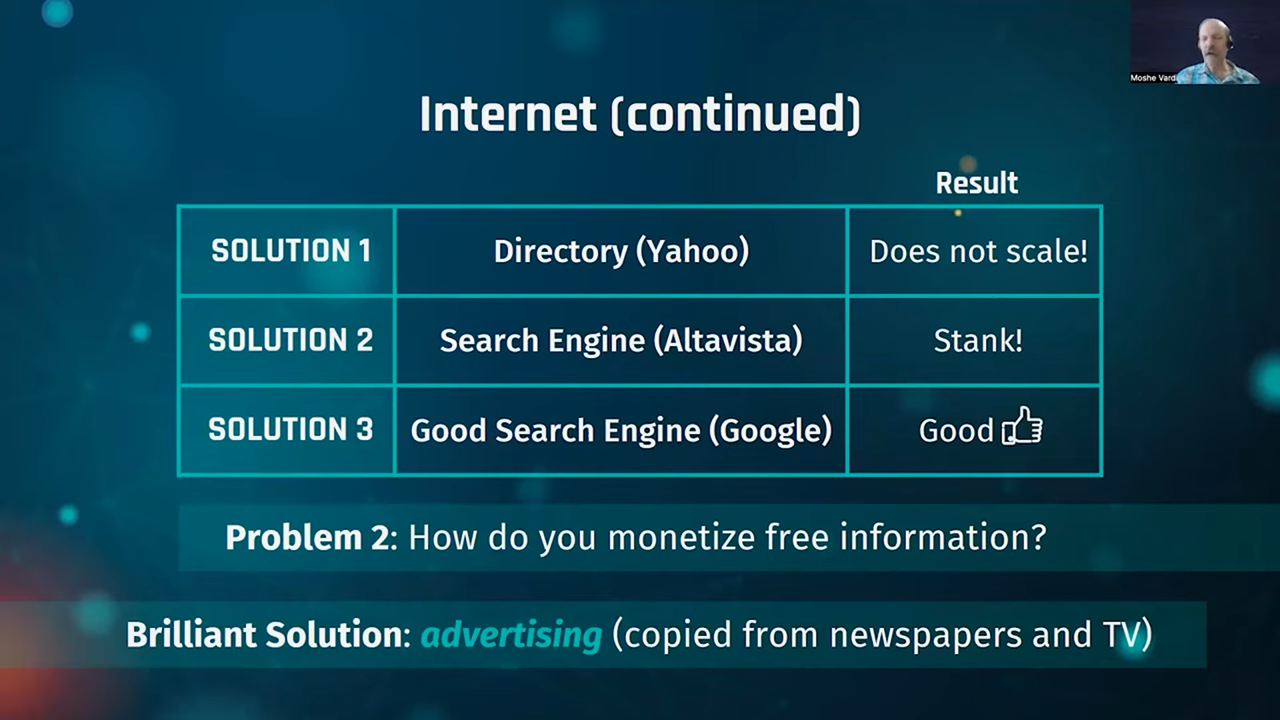 Moshe Vardi
Internet (continued)
Result
SOLUTION 1 Directory (Yahoo) Does not scale!
SOLUTION 2 Search Engine (Altavista) Stank!
SOLUTION 3 Good Search Engine (Google) Good
Problem 2: How do you monetize free information?
Brilliant Solution: advertising (copied from newspapers and TV)